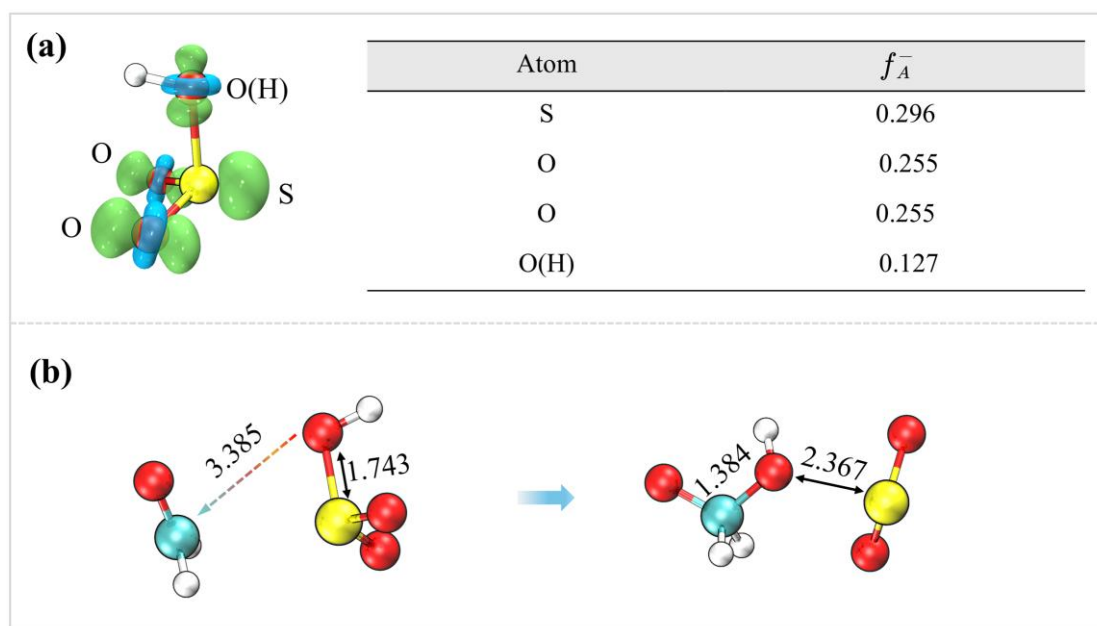 (a)
O(H)
O
O
S
Atom f_A^-
S 0.296
O 0.255
O 0.255
O(H) 0.127
(b)
3.385
1.743
1.384
2.367